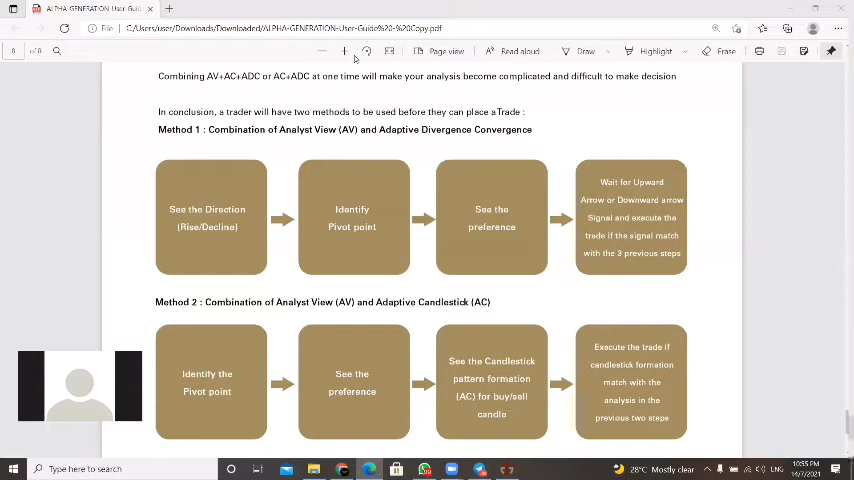 ALPHA-GENERATION-User-Guide
File C:/Users/user/Downloads/Downloaded/ALPHA-GENERATION-User-Guide%20-%20Copy.pdf
8 of 18 Page view Read aloud Draw Highlight Erase
Combining AV+AC+ADC or AC+ADC at one time will make your analysis become complicated and difficult to make decision
In conclusion, a trader will have two methods to be used before they can place a Trade :
Method 1 : Combination of Analyst View (AV) and Adaptive Divergence Convergence
See the Direction
(Rise/Decline)
Identify
Pivot point
See the
preference
Wait for Upward
Arrow or Downward arrow
Signal and execute the
trade if the signal match
with the 3 previous steps
Method 2 : Combination of Analyst View (AV) and Adaptive Candlestick (AC)
Identify the
Pivot point
See the
preference
See the Candlestick
pattern formation
(AC) for buy/sell
candle
Execute the trade if
candlestick formation
match with the
analysis in the
previous two steps
Type here to search
28°C Mostly clear
ENG
10:55 PM
14/7/2021